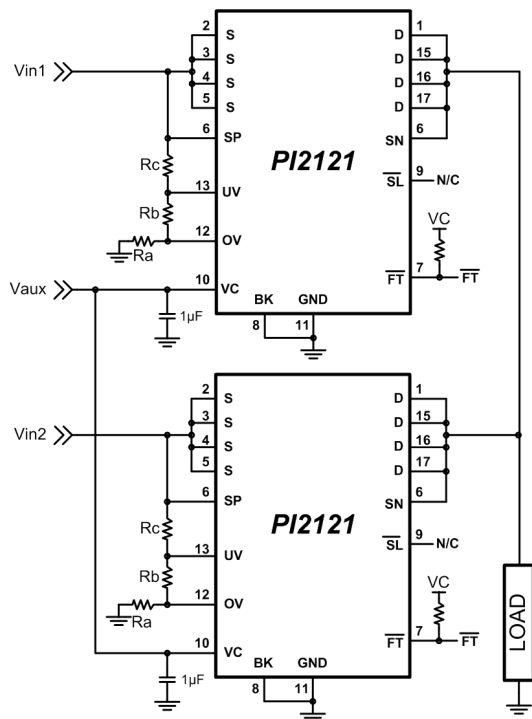 2 S D 1
3 S D 15
Vin1 4 S D 16
5 S D 17
6 SP SN 6
Rc PI2121
13 UV SL 9 N/C
Rb VC
12 OV
Ra
Vaux 10 VC FT 7 FT
1µF BK GND
8 11
2 S D 1
3 S D 15
Vin2 4 S D 16
5 S D 17
6 SP SN 6
Rc PI2121
13 UV SL 9 N/C
Rb VC
12 OV
Ra
10 VC FT 7 FT
1µF BK GND
8 11
LOAD